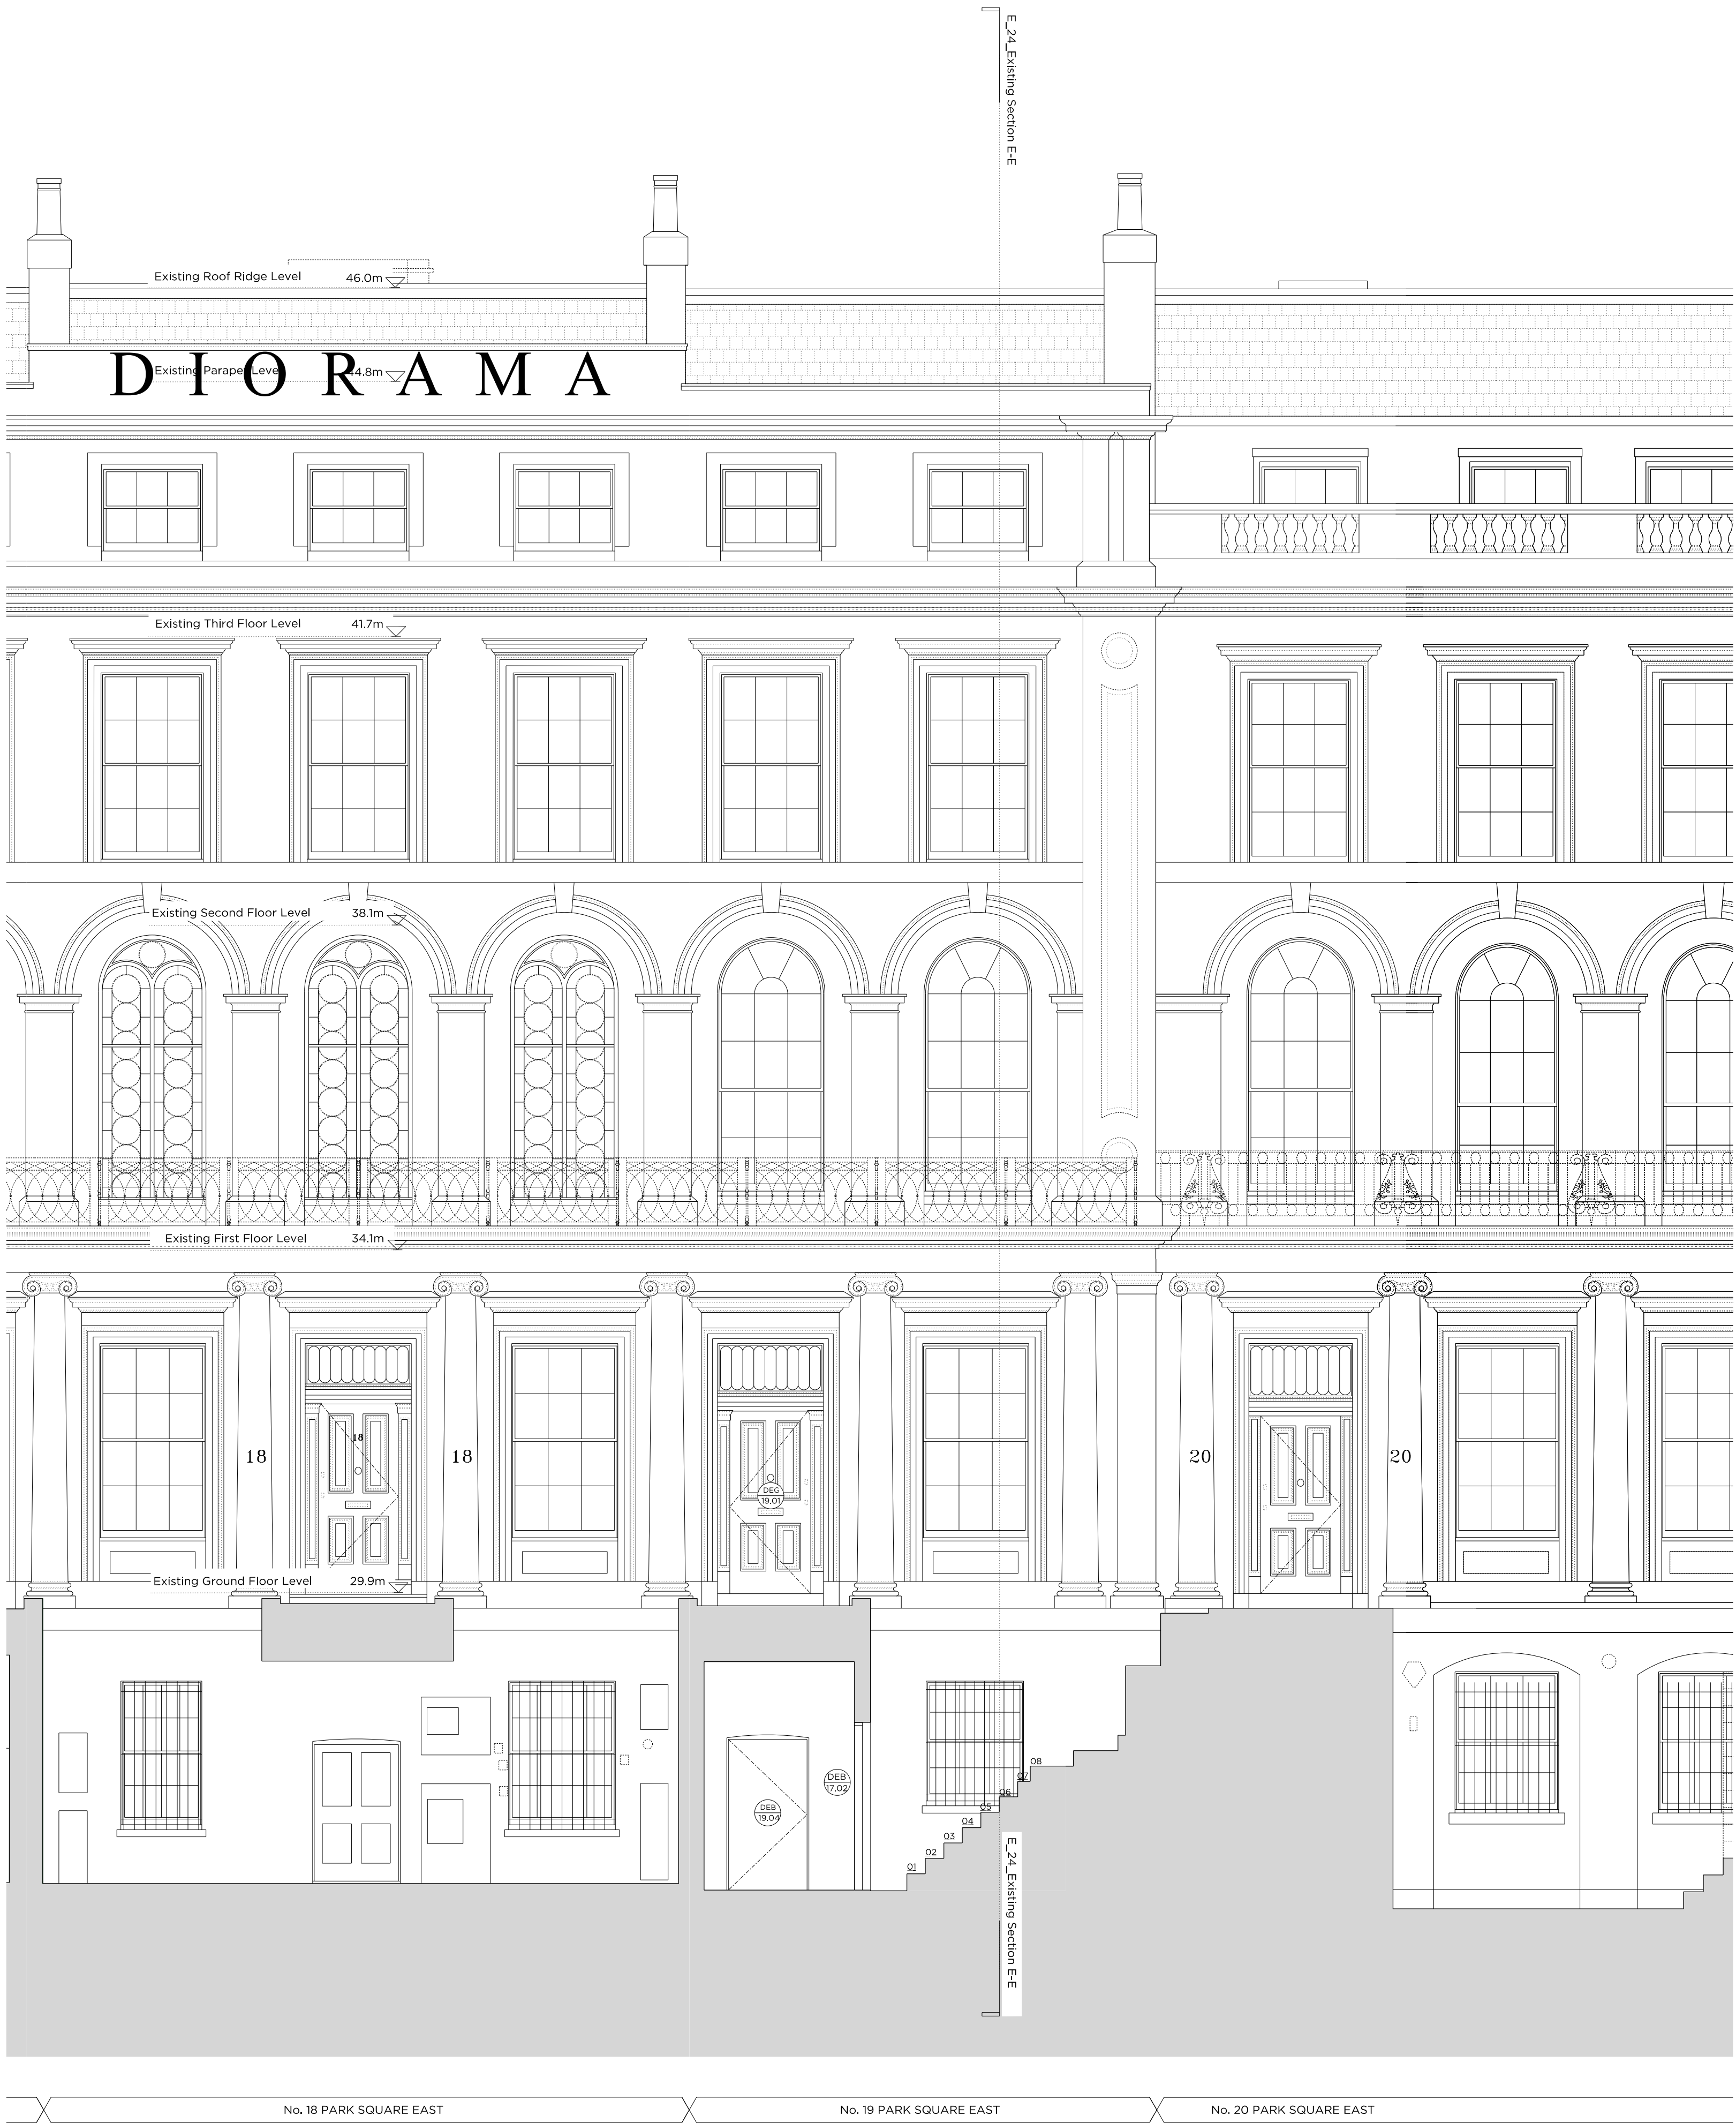 E_24_Existing Section E-E
Existing Roof Ridge Level 46.0m
DIORAMA
Existing Parapet Level 44.8m
Existing Third Floor Level 41.7m
Existing Second Floor Level 38.1m
Existing First Floor Level 34.1m
18
18
18
20
20
DEG
19.01
Existing Ground Floor Level 29.9m
DEB
17.02
DEB
19.04
08
07
06
05
04
03
02
01
E_24_Existing Section E-E
No. 18 PARK SQUARE EAST
No. 19 PARK SQUARE EAST
No. 20 PARK SQUARE EAST